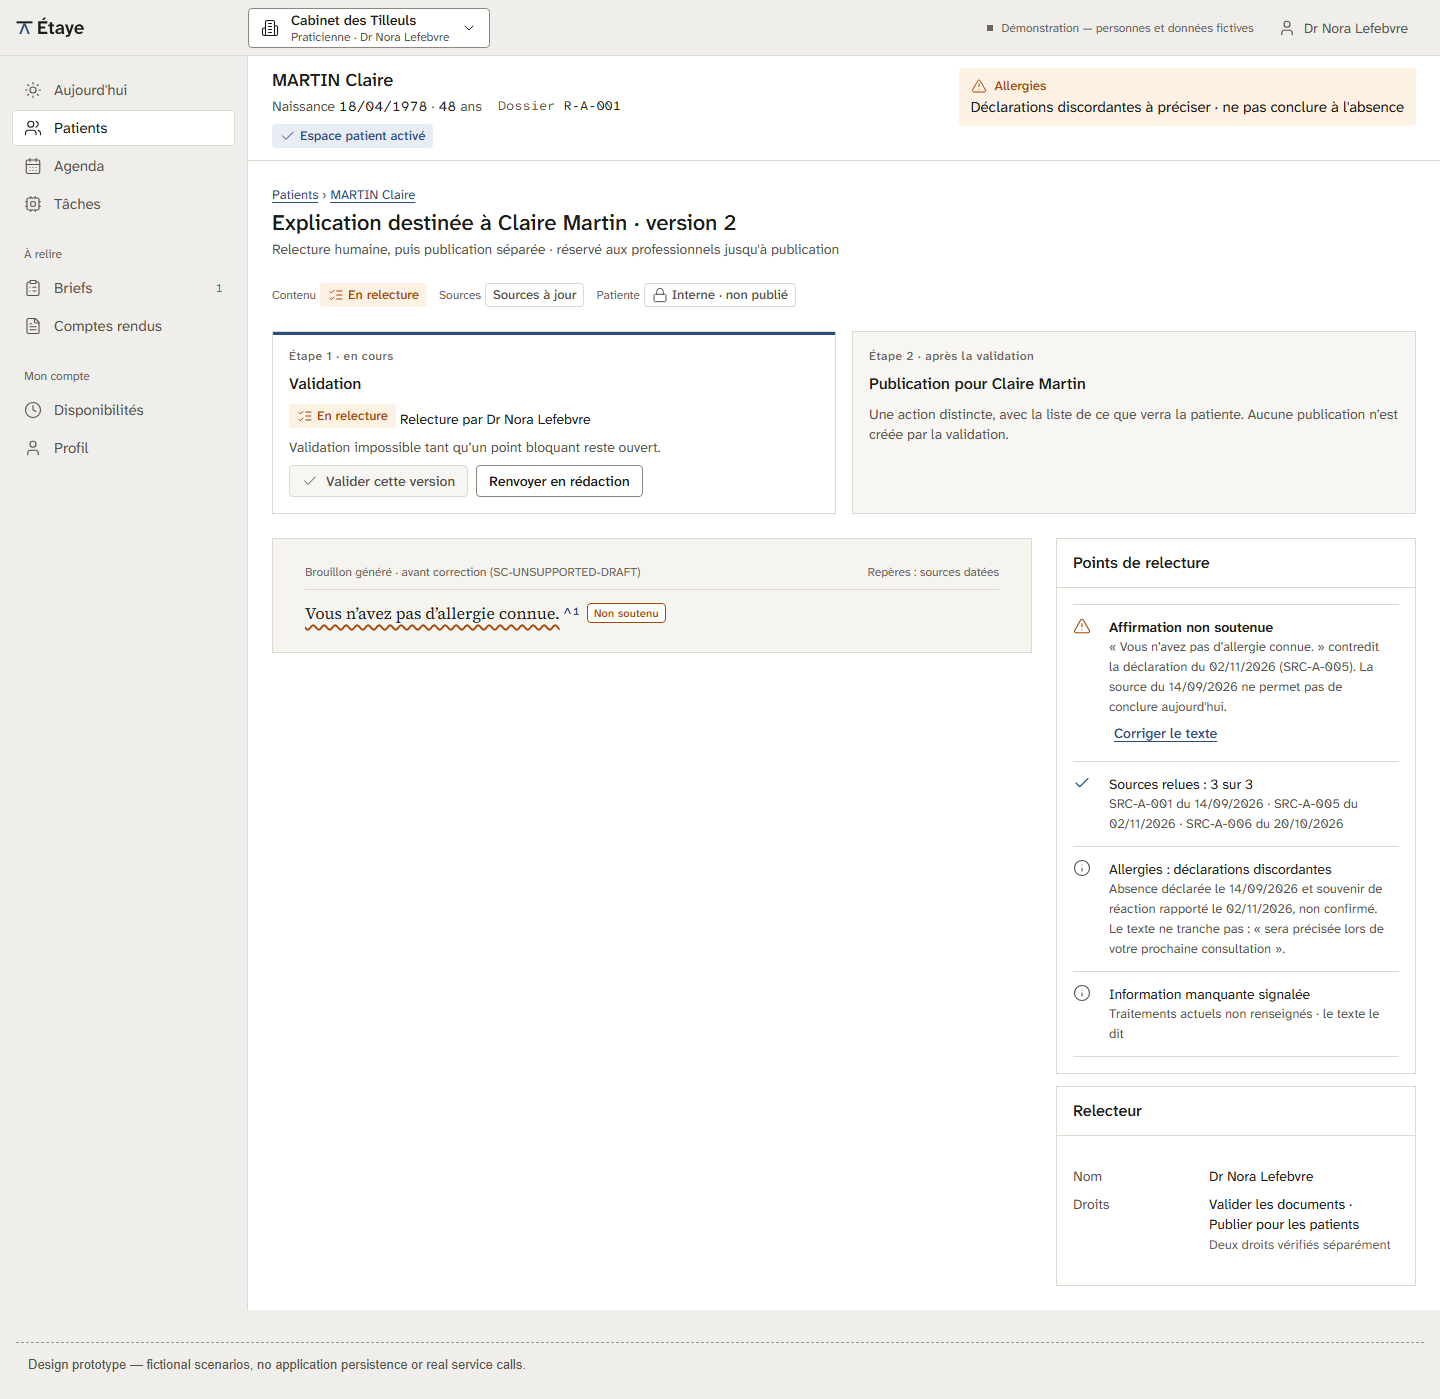 Étaye
Cabinet des Tilleuls
Praticienne · Dr Nora Lefebvre
Démonstration — personnes et données fictives
Dr Nora Lefebvre
Aujourd'hui
Patients
Agenda
Tâches
À relire
Briefs 1
Comptes rendus
Mon compte
Disponibilités
Profil
MARTIN Claire
Naissance 18/04/1978 · 48 ans Dossier R-A-001
Espace patient activé
Allergies
Déclarations discordantes à préciser · ne pas conclure à l'absence
Patients › MARTIN Claire
Explication destinée à Claire Martin · version 2
Relecture humaine, puis publication séparée · réservé aux professionnels jusqu'à publication
Contenu En relecture Sources Sources à jour Patiente Interne · non publié
Étape 1 · en cours
Validation
En relecture Relecture par Dr Nora Lefebvre
Validation impossible tant qu'un point bloquant reste ouvert.
Valider cette version Renvoyer en rédaction
Étape 2 · après la validation
Publication pour Claire Martin
Une action distincte, avec la liste de ce que verra la patiente. Aucune publication n'est
créée par la validation.
Brouillon généré · avant correction (SC-UNSUPPORTED-DRAFT) Repères : sources datées
Vous n'avez pas d'allergie connue. ^1 Non soutenu
Points de relecture
Affirmation non soutenue
« Vous n'avez pas d'allergie connue. » contredit
la déclaration du 02/11/2026 (SRC-A-005). La
source du 14/09/2026 ne permet pas de
conclure aujourd'hui.
Corriger le texte
Sources relues : 3 sur 3
SRC-A-001 du 14/09/2026 · SRC-A-005 du
02/11/2026 · SRC-A-006 du 20/10/2026
Allergies : déclarations discordantes
Absence déclarée le 14/09/2026 et souvenir de
réaction rapporté le 02/11/2026, non confirmé.
Le texte ne tranche pas : « sera précisée lors de
votre prochaine consultation ».
Information manquante signalée
Traitements actuels non renseignés · le texte le
dit
Relecteur
Nom Dr Nora Lefebvre
Droits Valider les documents ·
Publier pour les patients
Deux droits vérifiés séparément
Design prototype — fictional scenarios, no application persistence or real service calls.